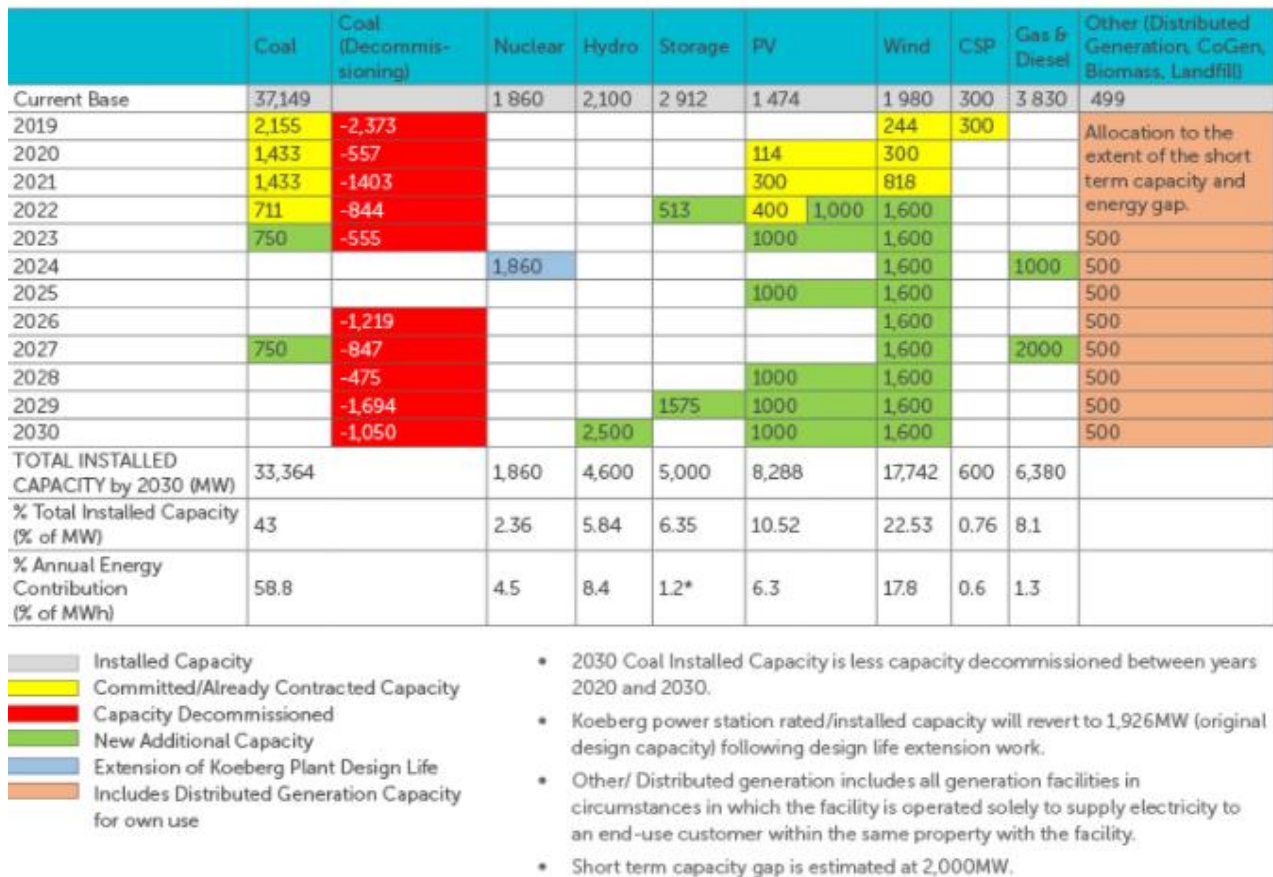 Coal Coal (Decommis- sioning) Nuclear Hydro Storage PV Wind CSP Gas & Diesel Other (Distributed Generation, CoGen, Biomass, Landfill)
Current Base 37,149 1 860 2,100 2 912 1 474 1 980 300 3 830 499
2019 2,155 -2,373 244 300 Allocation to the
2020 1,433 -557 114 300 extent of the short
2021 1,433 -1403 300 818 term capacity and
2022 711 -844 513 400 1,000 1,600 energy gap.
2023 750 -555 1000 1,600 500
2024 1,860 1,600 1000 500
2025 1000 1,600 500
2026 -1,219 1,600 500
2027 750 -847 1,600 2000 500
2028 -475 1000 1,600 500
2029 -1,694 1575 1000 1,600 500
2030 -1,050 2,500 1000 1,600 500
TOTAL INSTALLED CAPACITY by 2030 (MW) 33,364 1,860 4,600 5,000 8,288 17,742 600 6,380
% Total Installed Capacity (% of MW) 43 2.36 5.84 6.35 10.52 22.53 0.76 8.1
% Annual Energy Contribution (% of MWh) 58.8 4.5 8.4 1.2* 6.3 17.8 0.6 1.3
Installed Capacity
Committed/Already Contracted Capacity
Capacity Decommissioned
New Additional Capacity
Extension of Koeberg Plant Design Life
Includes Distributed Generation Capacity
for own use
• 2030 Coal Installed Capacity is less capacity decommissioned between years
2020 and 2030.
• Koeberg power station rated/installed capacity will revert to 1,926MW (original
design capacity) following design life extension work.
• Other/ Distributed generation includes all generation facilities in
circumstances in which the facility is operated solely to supply electricity to
an end-use customer within the same property with the facility.
• Short term capacity gap is estimated at 2,000MW.